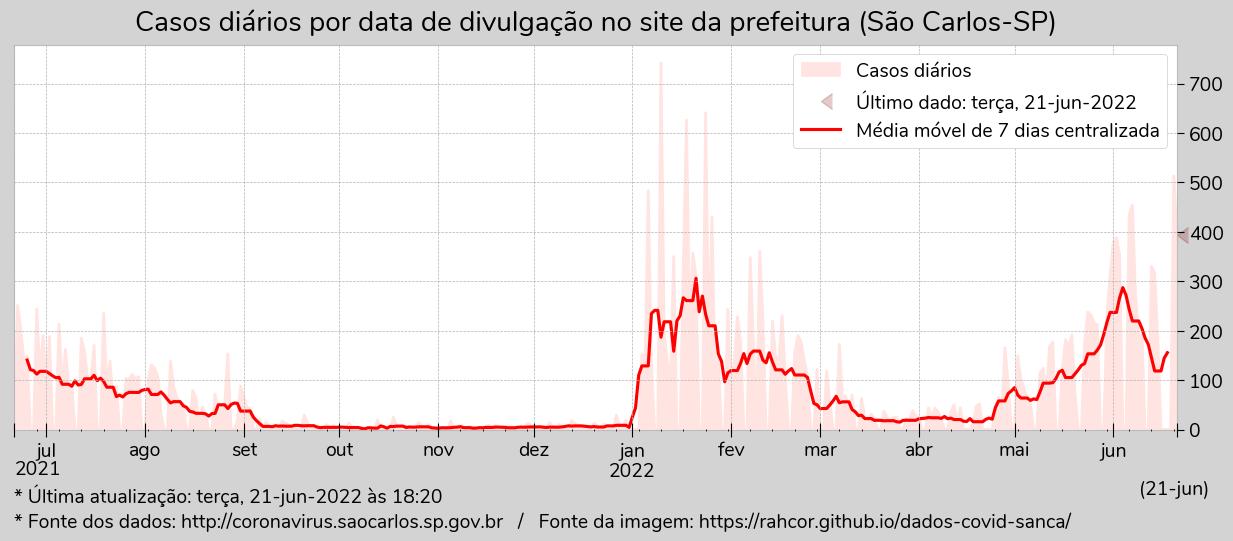 Casos diários por data de divulgação no site da prefeitura (São Carlos-SP)
Casos diários
Último dado: terça, 21-jun-2022
Média móvel de 7 dias centralizada
700
600
500
400
300
200
100
0
jul ago set out nov dez jan fev mar abr mai jun
2021 2022
(21-jun)
* Última atualização: terça, 21-jun-2022 às 18:20
* Fonte dos dados: http://coronavirus.saocarlos.sp.gov.br / Fonte da imagem: https://rahcor.github.io/dados-covid-sanca/